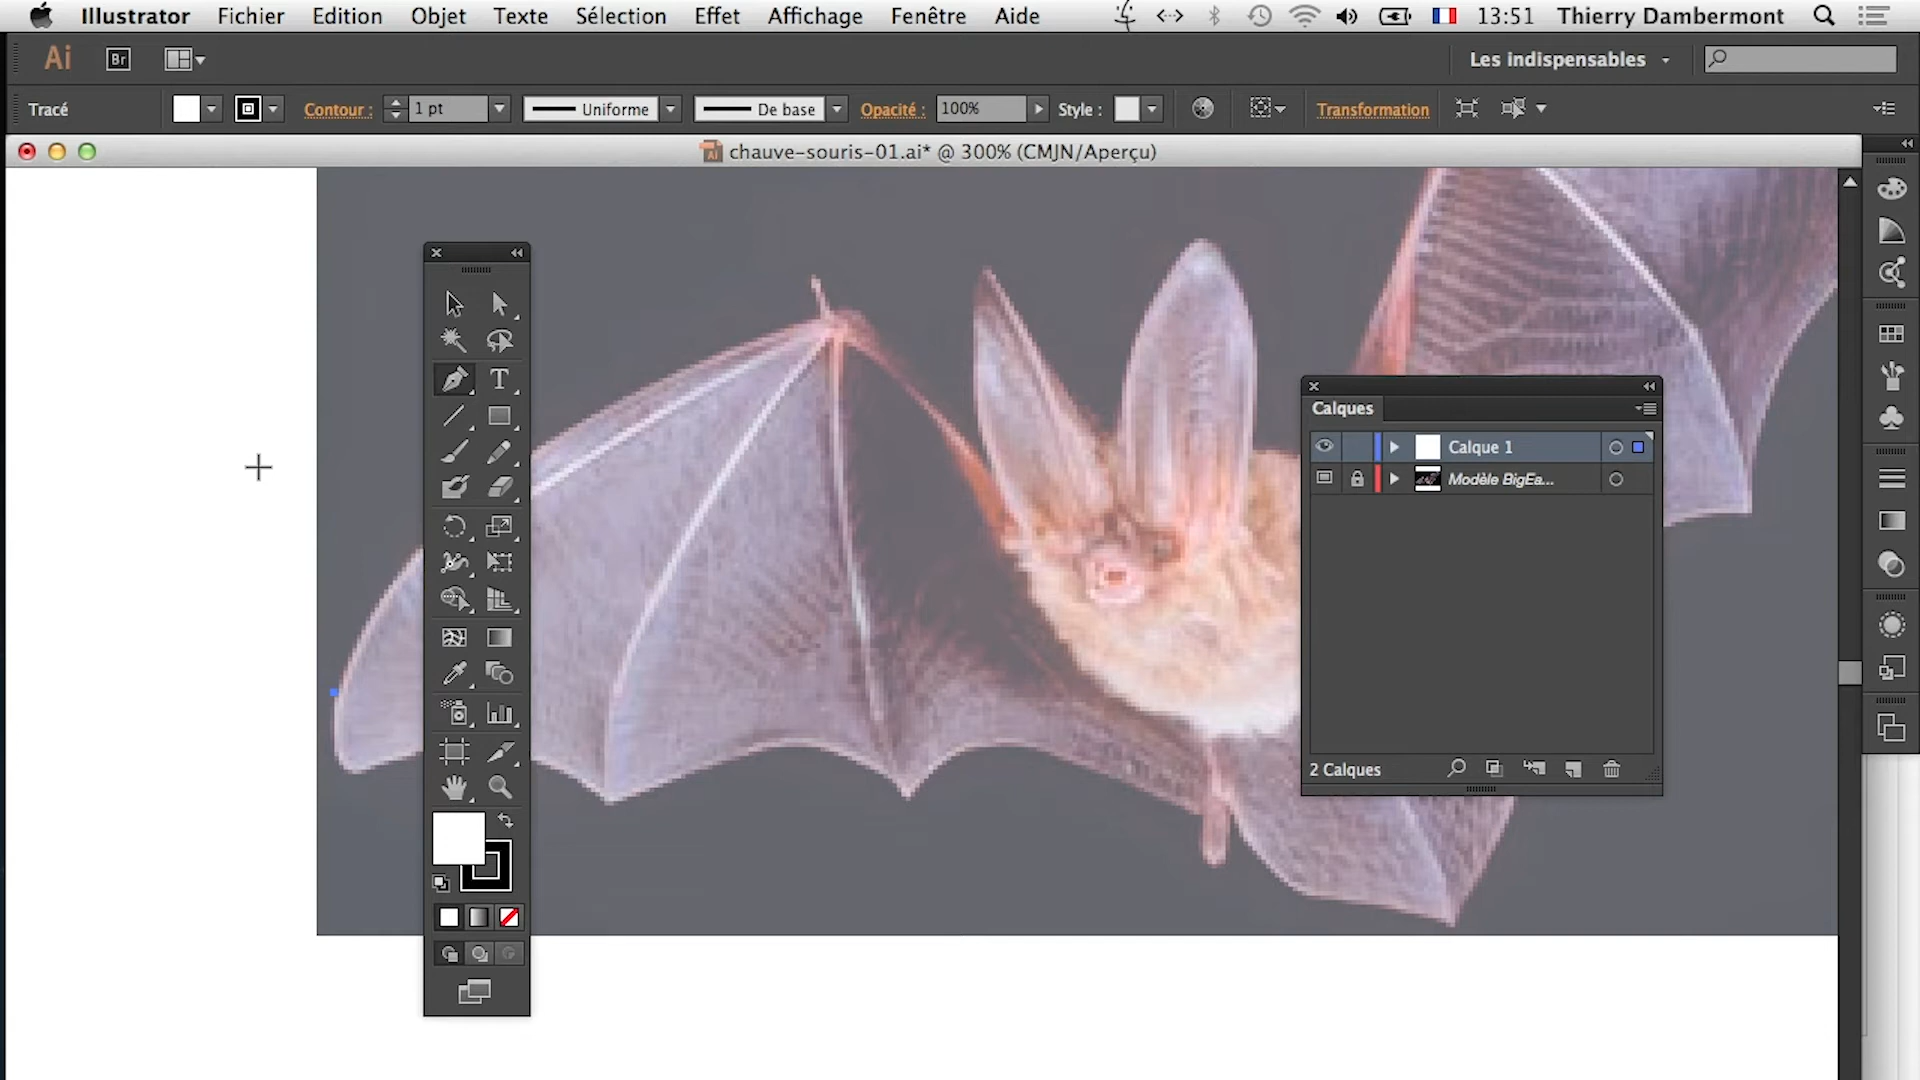 Illustrator Fichier Edition Objet Texte Sélection Effet Affichage Fenêtre Aide 13:51 Thierry Dambermont
Ai Br Les indispensables
Tracé Contour : 1 pt Uniforme De base Opacité : 100% Style : Transformation
chauve-souris-01.ai* @ 300% (CMJN/Aperçu)
T
Calques
Calque 1
Modèle BigEa...
2 Calques